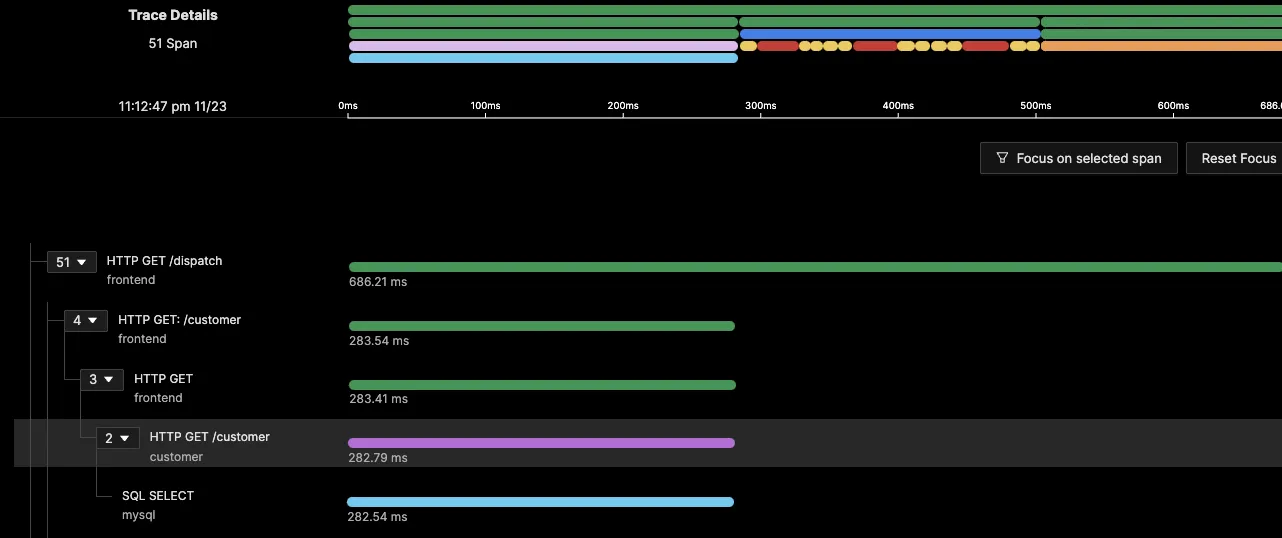 Trace Details
51 Span
11:12:47 pm 11/23
0ms 100ms 200ms 300ms 400ms 500ms 600ms 686.
Focus on selected span
Reset Focus
51 HTTP GET /dispatch
frontend
686.21 ms
4 HTTP GET: /customer
frontend
283.54 ms
3 HTTP GET
frontend
283.41 ms
2 HTTP GET /customer
customer
282.79 ms
SQL SELECT
mysql
282.54 ms